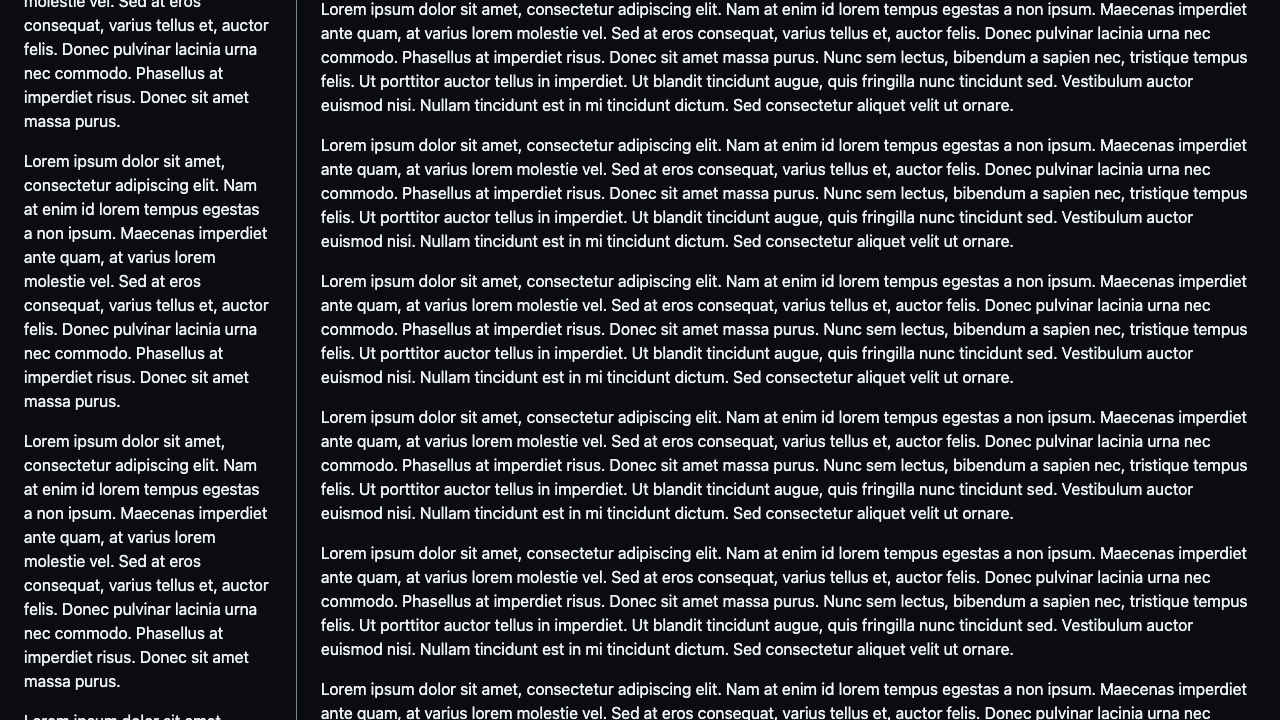 molestie vel. Sed at eros
consequat, varius tellus et, auctor
felis. Donec pulvinar lacinia urna
nec commodo. Phasellus at
imperdiet risus. Donec sit amet
massa purus.
Lorem ipsum dolor sit amet,
consectetur adipiscing elit. Nam
at enim id lorem tempus egestas
a non ipsum. Maecenas imperdiet
ante quam, at varius lorem
molestie vel. Sed at eros
consequat, varius tellus et, auctor
felis. Donec pulvinar lacinia urna
nec commodo. Phasellus at
imperdiet risus. Donec sit amet
massa purus.
Lorem ipsum dolor sit amet,
consectetur adipiscing elit. Nam
at enim id lorem tempus egestas
a non ipsum. Maecenas imperdiet
ante quam, at varius lorem
molestie vel. Sed at eros
consequat, varius tellus et, auctor
felis. Donec pulvinar lacinia urna
nec commodo. Phasellus at
imperdiet risus. Donec sit amet
massa purus.
Lorem ipsum dolor sit amet,
Lorem ipsum dolor sit amet, consectetur adipiscing elit. Nam at enim id lorem tempus egestas a non ipsum. Maecenas imperdiet
ante quam, at varius lorem molestie vel. Sed at eros consequat, varius tellus et, auctor felis. Donec pulvinar lacinia urna nec
commodo. Phasellus at imperdiet risus. Donec sit amet massa purus. Nunc sem lectus, bibendum a sapien nec, tristique tempus
felis. Ut porttitor auctor tellus in imperdiet. Ut blandit tincidunt augue, quis fringilla nunc tincidunt sed. Vestibulum auctor
euismod nisi. Nullam tincidunt est in mi tincidunt dictum. Sed consectetur aliquet velit ut ornare.
Lorem ipsum dolor sit amet, consectetur adipiscing elit. Nam at enim id lorem tempus egestas a non ipsum. Maecenas imperdiet
ante quam, at varius lorem molestie vel. Sed at eros consequat, varius tellus et, auctor felis. Donec pulvinar lacinia urna nec
commodo. Phasellus at imperdiet risus. Donec sit amet massa purus. Nunc sem lectus, bibendum a sapien nec, tristique tempus
felis. Ut porttitor auctor tellus in imperdiet. Ut blandit tincidunt augue, quis fringilla nunc tincidunt sed. Vestibulum auctor
euismod nisi. Nullam tincidunt est in mi tincidunt dictum. Sed consectetur aliquet velit ut ornare.
Lorem ipsum dolor sit amet, consectetur adipiscing elit. Nam at enim id lorem tempus egestas a non ipsum. Maecenas imperdiet
ante quam, at varius lorem molestie vel. Sed at eros consequat, varius tellus et, auctor felis. Donec pulvinar lacinia urna nec
commodo. Phasellus at imperdiet risus. Donec sit amet massa purus. Nunc sem lectus, bibendum a sapien nec, tristique tempus
felis. Ut porttitor auctor tellus in imperdiet. Ut blandit tincidunt augue, quis fringilla nunc tincidunt sed. Vestibulum auctor
euismod nisi. Nullam tincidunt est in mi tincidunt dictum. Sed consectetur aliquet velit ut ornare.
Lorem ipsum dolor sit amet, consectetur adipiscing elit. Nam at enim id lorem tempus egestas a non ipsum. Maecenas imperdiet
ante quam, at varius lorem molestie vel. Sed at eros consequat, varius tellus et, auctor felis. Donec pulvinar lacinia urna nec
commodo. Phasellus at imperdiet risus. Donec sit amet massa purus. Nunc sem lectus, bibendum a sapien nec, tristique tempus
felis. Ut porttitor auctor tellus in imperdiet. Ut blandit tincidunt augue, quis fringilla nunc tincidunt sed. Vestibulum auctor
euismod nisi. Nullam tincidunt est in mi tincidunt dictum. Sed consectetur aliquet velit ut ornare.
Lorem ipsum dolor sit amet, consectetur adipiscing elit. Nam at enim id lorem tempus egestas a non ipsum. Maecenas imperdiet
ante quam, at varius lorem molestie vel. Sed at eros consequat, varius tellus et, auctor felis. Donec pulvinar lacinia urna nec
commodo. Phasellus at imperdiet risus. Donec sit amet massa purus. Nunc sem lectus, bibendum a sapien nec, tristique tempus
felis. Ut porttitor auctor tellus in imperdiet. Ut blandit tincidunt augue, quis fringilla nunc tincidunt sed. Vestibulum auctor
euismod nisi. Nullam tincidunt est in mi tincidunt dictum. Sed consectetur aliquet velit ut ornare.
Lorem ipsum dolor sit amet, consectetur adipiscing elit. Nam at enim id lorem tempus egestas a non ipsum. Maecenas imperdiet
ante quam, at varius lorem molestie vel. Sed at eros consequat, varius tellus et, auctor felis. Donec pulvinar lacinia urna nec